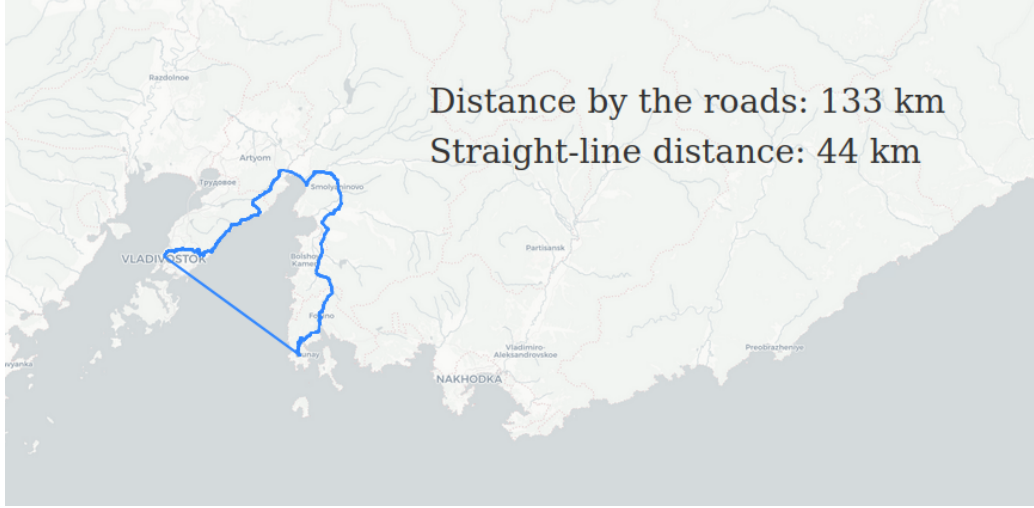 Razdolnoe
Distance by the roads: 133 km
Straight-line distance: 44 km
Artyom
Трудовое
Smolyaninovo
VLADIVOSTOK
Partisansk
Fokino
Vladimiro-
Aleksandrovskoe
Preobrazheniye
NAKHODKA